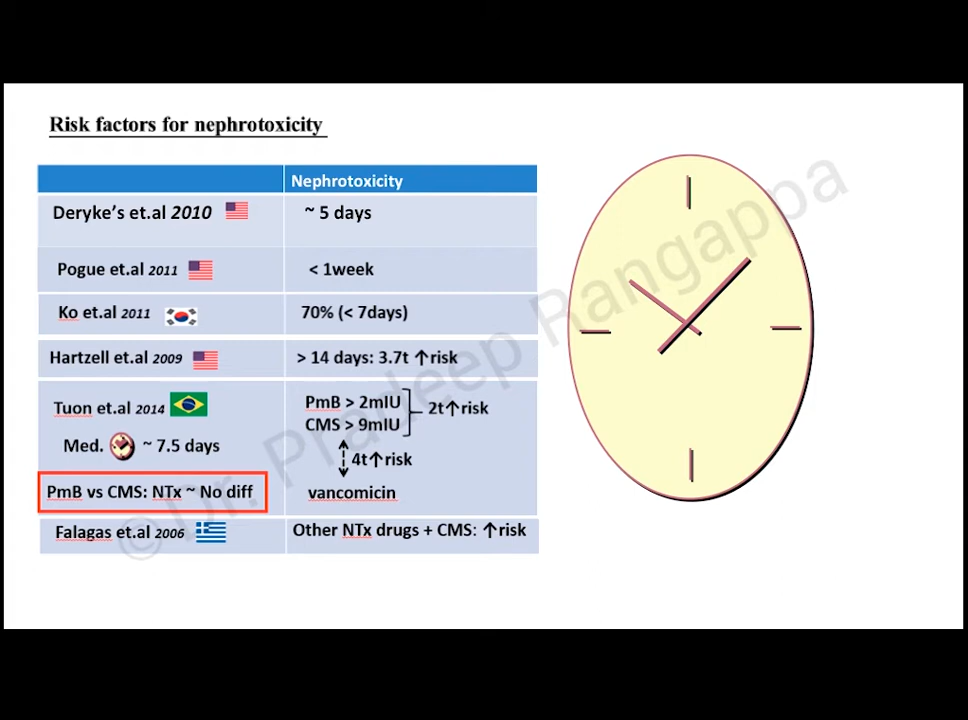 Risk factors for nephrotoxicity
Nephrotoxicity
Deryke's et.al 2010
~ 5 days
Pogue et.al 2011
< 1week
Ko et.al 2011
70% (< 7days)
Hartzell et.al 2009
> 14 days: 3.7t ↑risk
Tuon et.al 2014
Med. ~ 7.5 days
PmB vs CMS: NTx ~ No diff
PmB > 2mIU
CMS > 9mIU
2t↑risk
4t↑risk
vancomicin
Falagas et.al 2006
Other NTx drugs + CMS: ↑risk
©Dr. Pradeep Rangappa